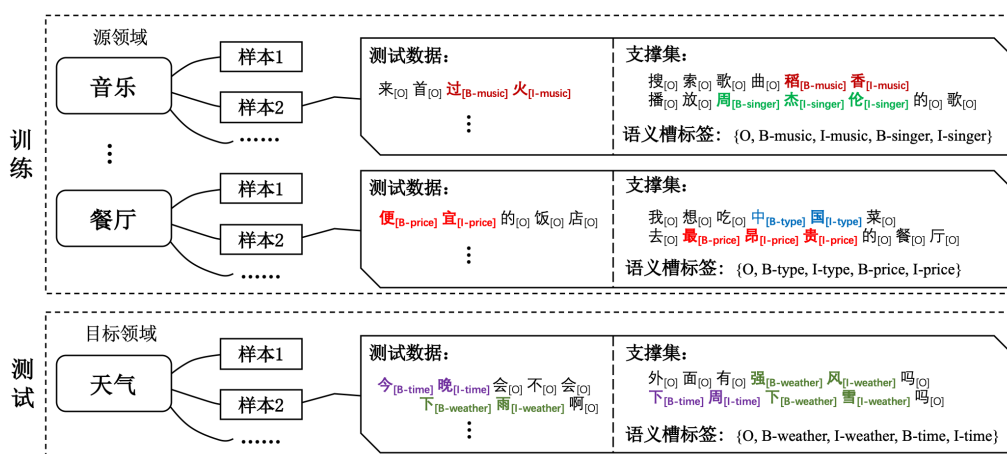 训练
源领域
音乐
样本1
样本2
……
测试数据：
来[O] 首[O] 过[B-music] 火[I-music]
⋮
支撑集：
搜[O] 索[O] 歌[O] 曲[O] 稻[B-music] 香[I-music]
播[O] 放[O] 周[B-singer] 杰[I-singer] 伦[I-singer] 的[O] 歌[O]
语义槽标签：{O, B-music, I-music, B-singer, I-singer}
⋮
餐厅
样本1
样本2
……
测试数据：
便[B-price] 宜[I-price] 的[O] 饭[O] 店[O]
⋮
支撑集：
我[O] 想[O] 吃[O] 中[B-type] 国[I-type] 菜[O]
去[O] 最[B-price] 昂[I-price] 贵[I-price] 的[O] 餐[O] 厅[O]
语义槽标签：{O, B-type, I-type, B-price, I-price}
测试
目标领域
天气
样本1
样本2
……
测试数据：
今[B-time] 晚[I-time] 会[O] 不[O] 会[O]
下[B-weather] 雨[I-weather] 啊[O]
⋮
支撑集：
外[O] 面[O] 有[O] 强[B-weather] 风[I-weather] 吗[O]
下[B-time] 周[I-time] 下[B-weather] 雪[I-weather] 吗[O]
语义槽标签：{O, B-weather, I-weather, B-time, I-time}